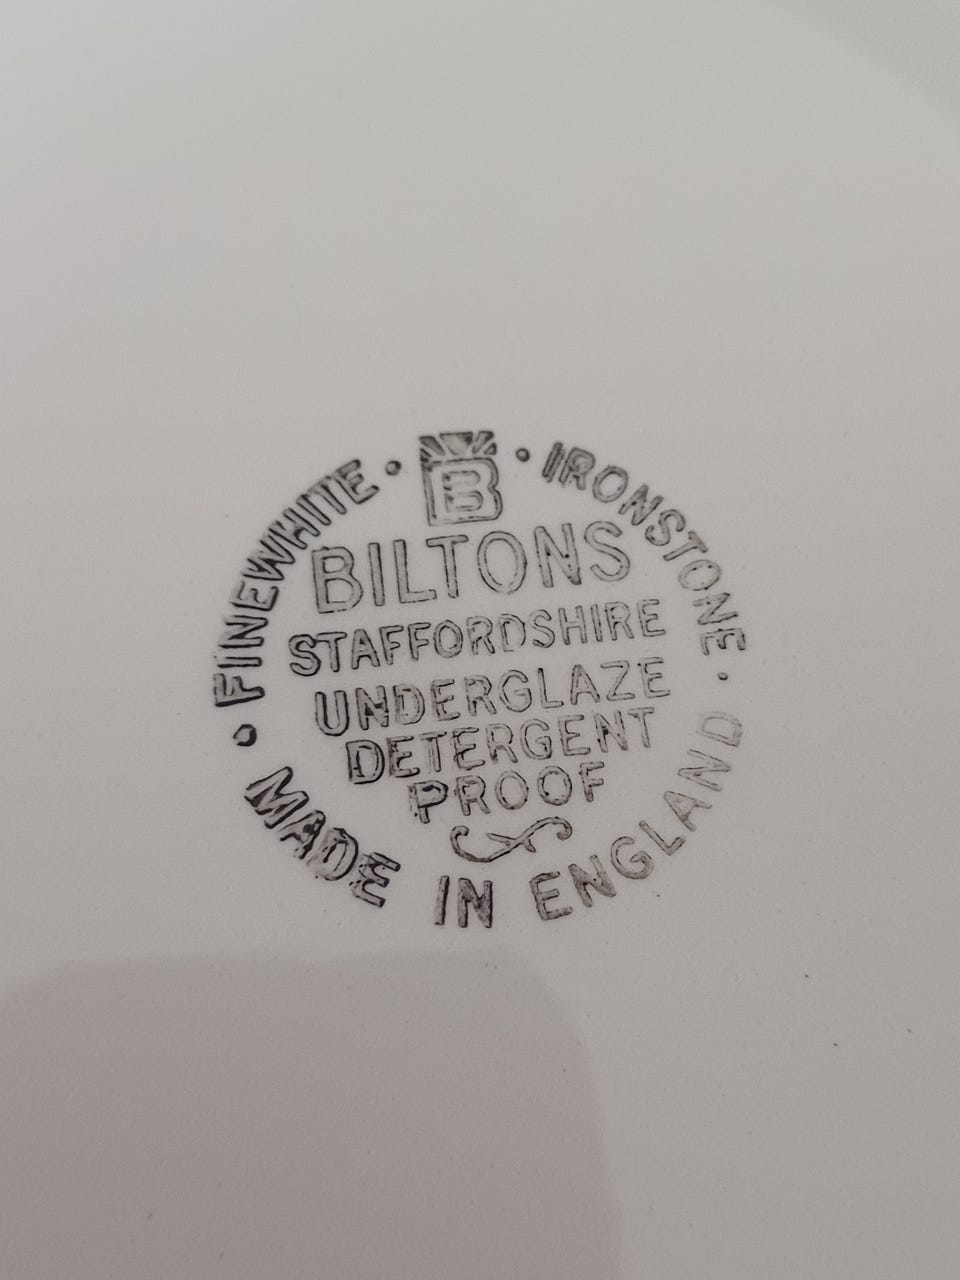 FINEWHITE • B • IRONSTONE
BILTONS
STAFFORDSHIRE
UNDERGLAZE
DETERGENT
PROOF
• MADE IN ENGLAND •